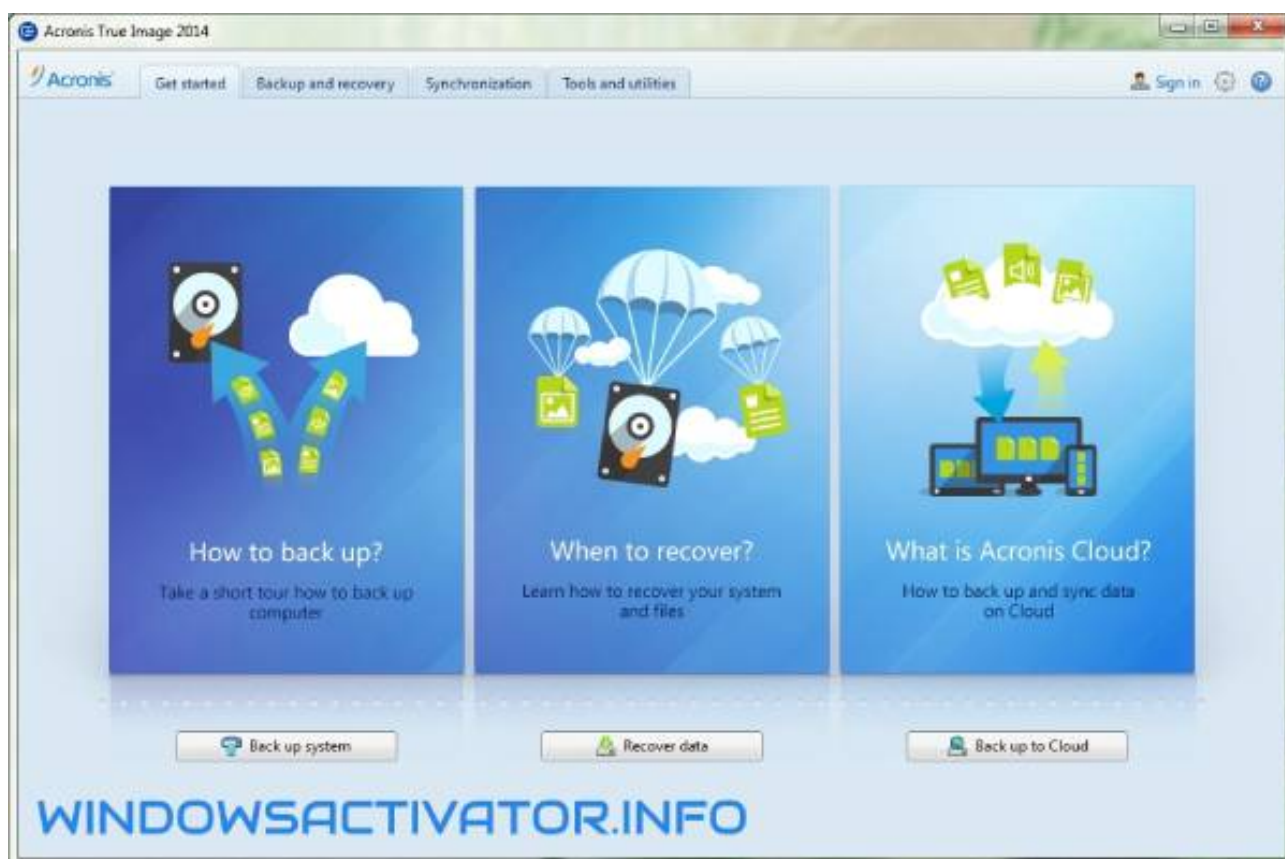 Acronis True Image 2014
Acronis
Get started
Backup and recovery
Synchronization
Tools and utilities
Sign in
How to back up?
Take a short tour how to back up
computer
When to recover?
Learn how to recover your system
and files
What is Acronis Cloud?
How to back up and sync data
on Cloud
Back up system
Recover data
Back up to Cloud
WINDOWSACTIVATOR.INFO